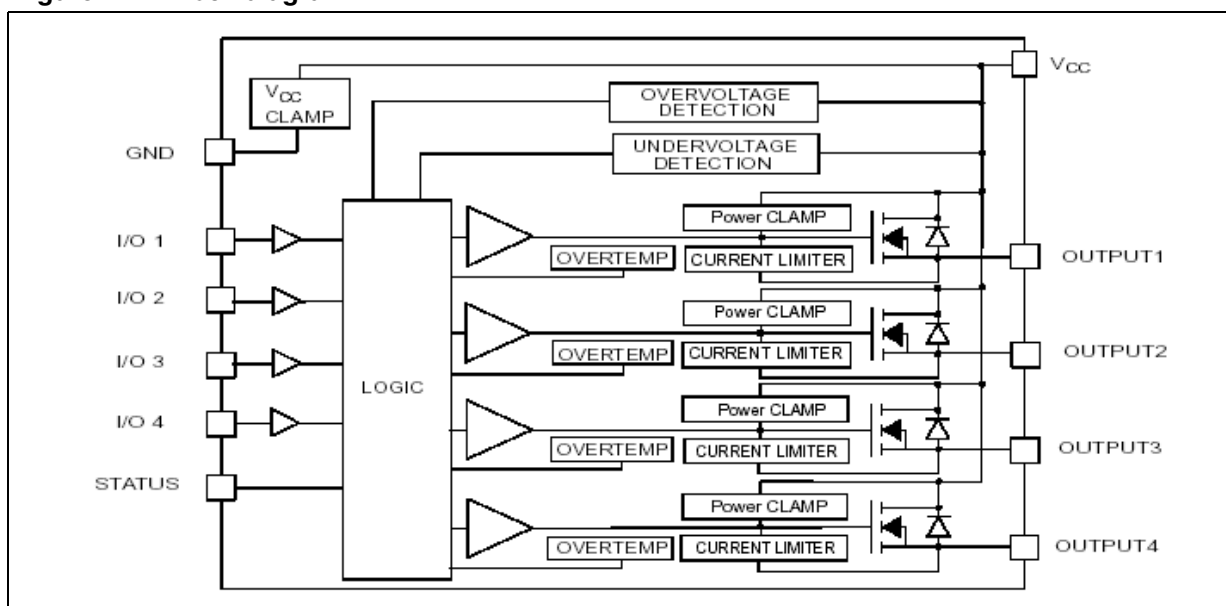 VCC
VCC
CLAMP
OVERVOLTAGE
DETECTION
GND
UNDERVOLTAGE
DETECTION
I/O 1
Power CLAMP
OVERTEMP
CURRENT LIMITER
OUTPUT1
I/O 2
Power CLAMP
OVERTEMP
CURRENT LIMITER
OUTPUT2
I/O 3
LOGIC
I/O 4
Power CLAMP
OVERTEMP
CURRENT LIMITER
OUTPUT3
STATUS
Power CLAMP
OVERTEMP
CURRENT LIMITER
OUTPUT4